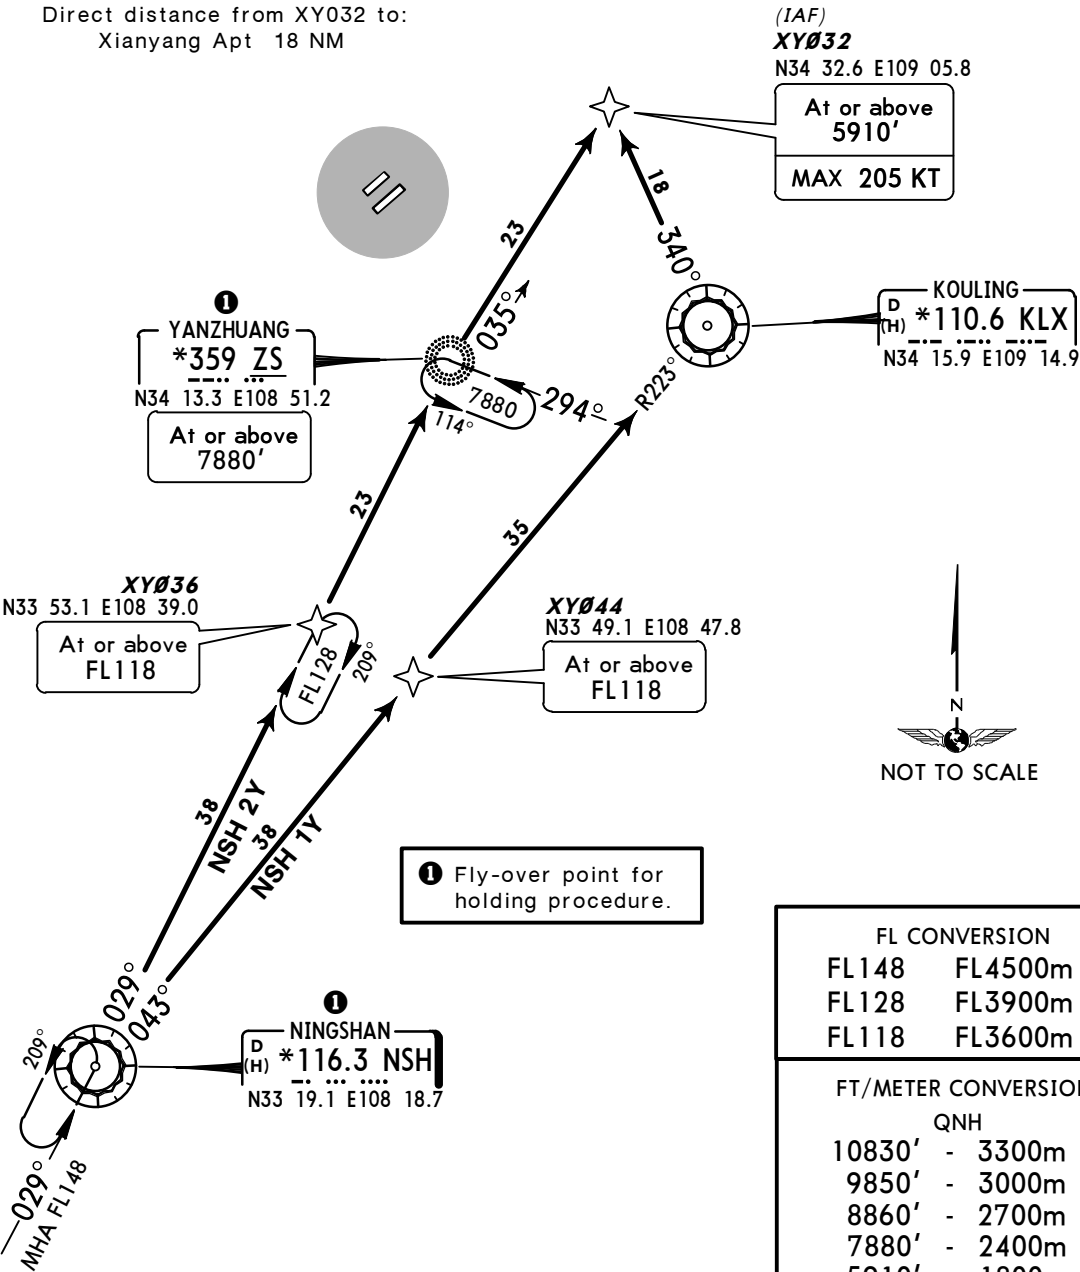 Direct distance from XY032 to:
Xianyang Apt 18 NM
(IAF)
XYØ32
N34 32.6 E109 05.8
At or above
5910'
MAX 205 KT
18
23
340°
035°
KOULING
D
(H) *110.6 KLX
N34 15.9 E109 14.9
1
YANZHUANG
*359 ZS
N34 13.3 E108 51.2
At or above
7880'
7880
114°
294°
R223°
23
35
XYØ36
N33 53.1 E108 39.0
At or above
FL118
FL128
209°
XYØ44
N33 49.1 E108 47.8
At or above
FL118
N
NOT TO SCALE
38
NSH 2Y
38
NSH 1Y
1 Fly-over point for
holding procedure.
029°
043°
209°
1
NINGSHAN
D
(H) *116.3 NSH
N33 19.1 E108 18.7
029°
MHA FL148
FL CONVERSION
FL148 FL4500m
FL128 FL3900m
FL118 FL3600m
FT/METER CONVERSION
QNH
10830' - 3300m
9850' - 3000m
8860' - 2700m
7880' - 2400m
5910' - 1800m